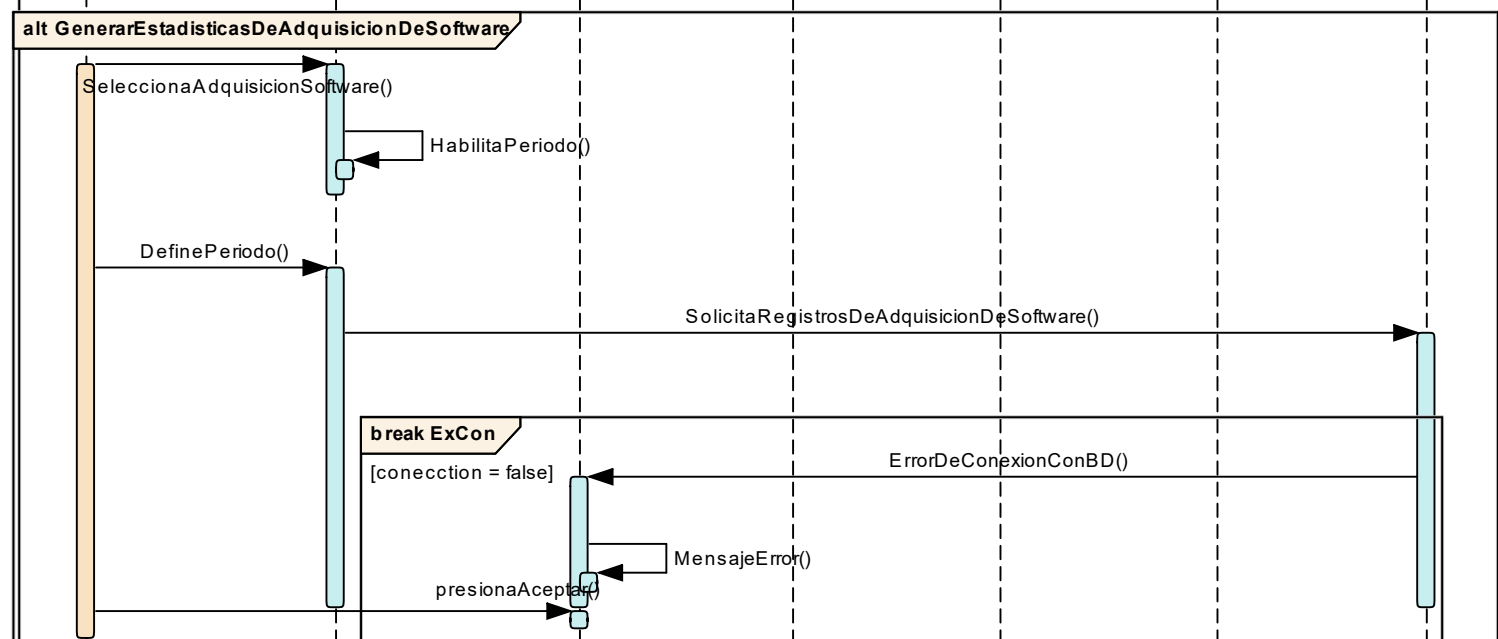 alt GenerarEstadisticasDeAdquisicionDeSoftware
SeleccionaAdquisicionSoftware()
HabilitaPeriodo()
DefinePeriodo()
SolicitaRegistrosDeAdquisicionDeSoftware()
break ExCon
[conecction = false]
ErrorDeConexionConBD()
MensajeError()
presionaAceptar()